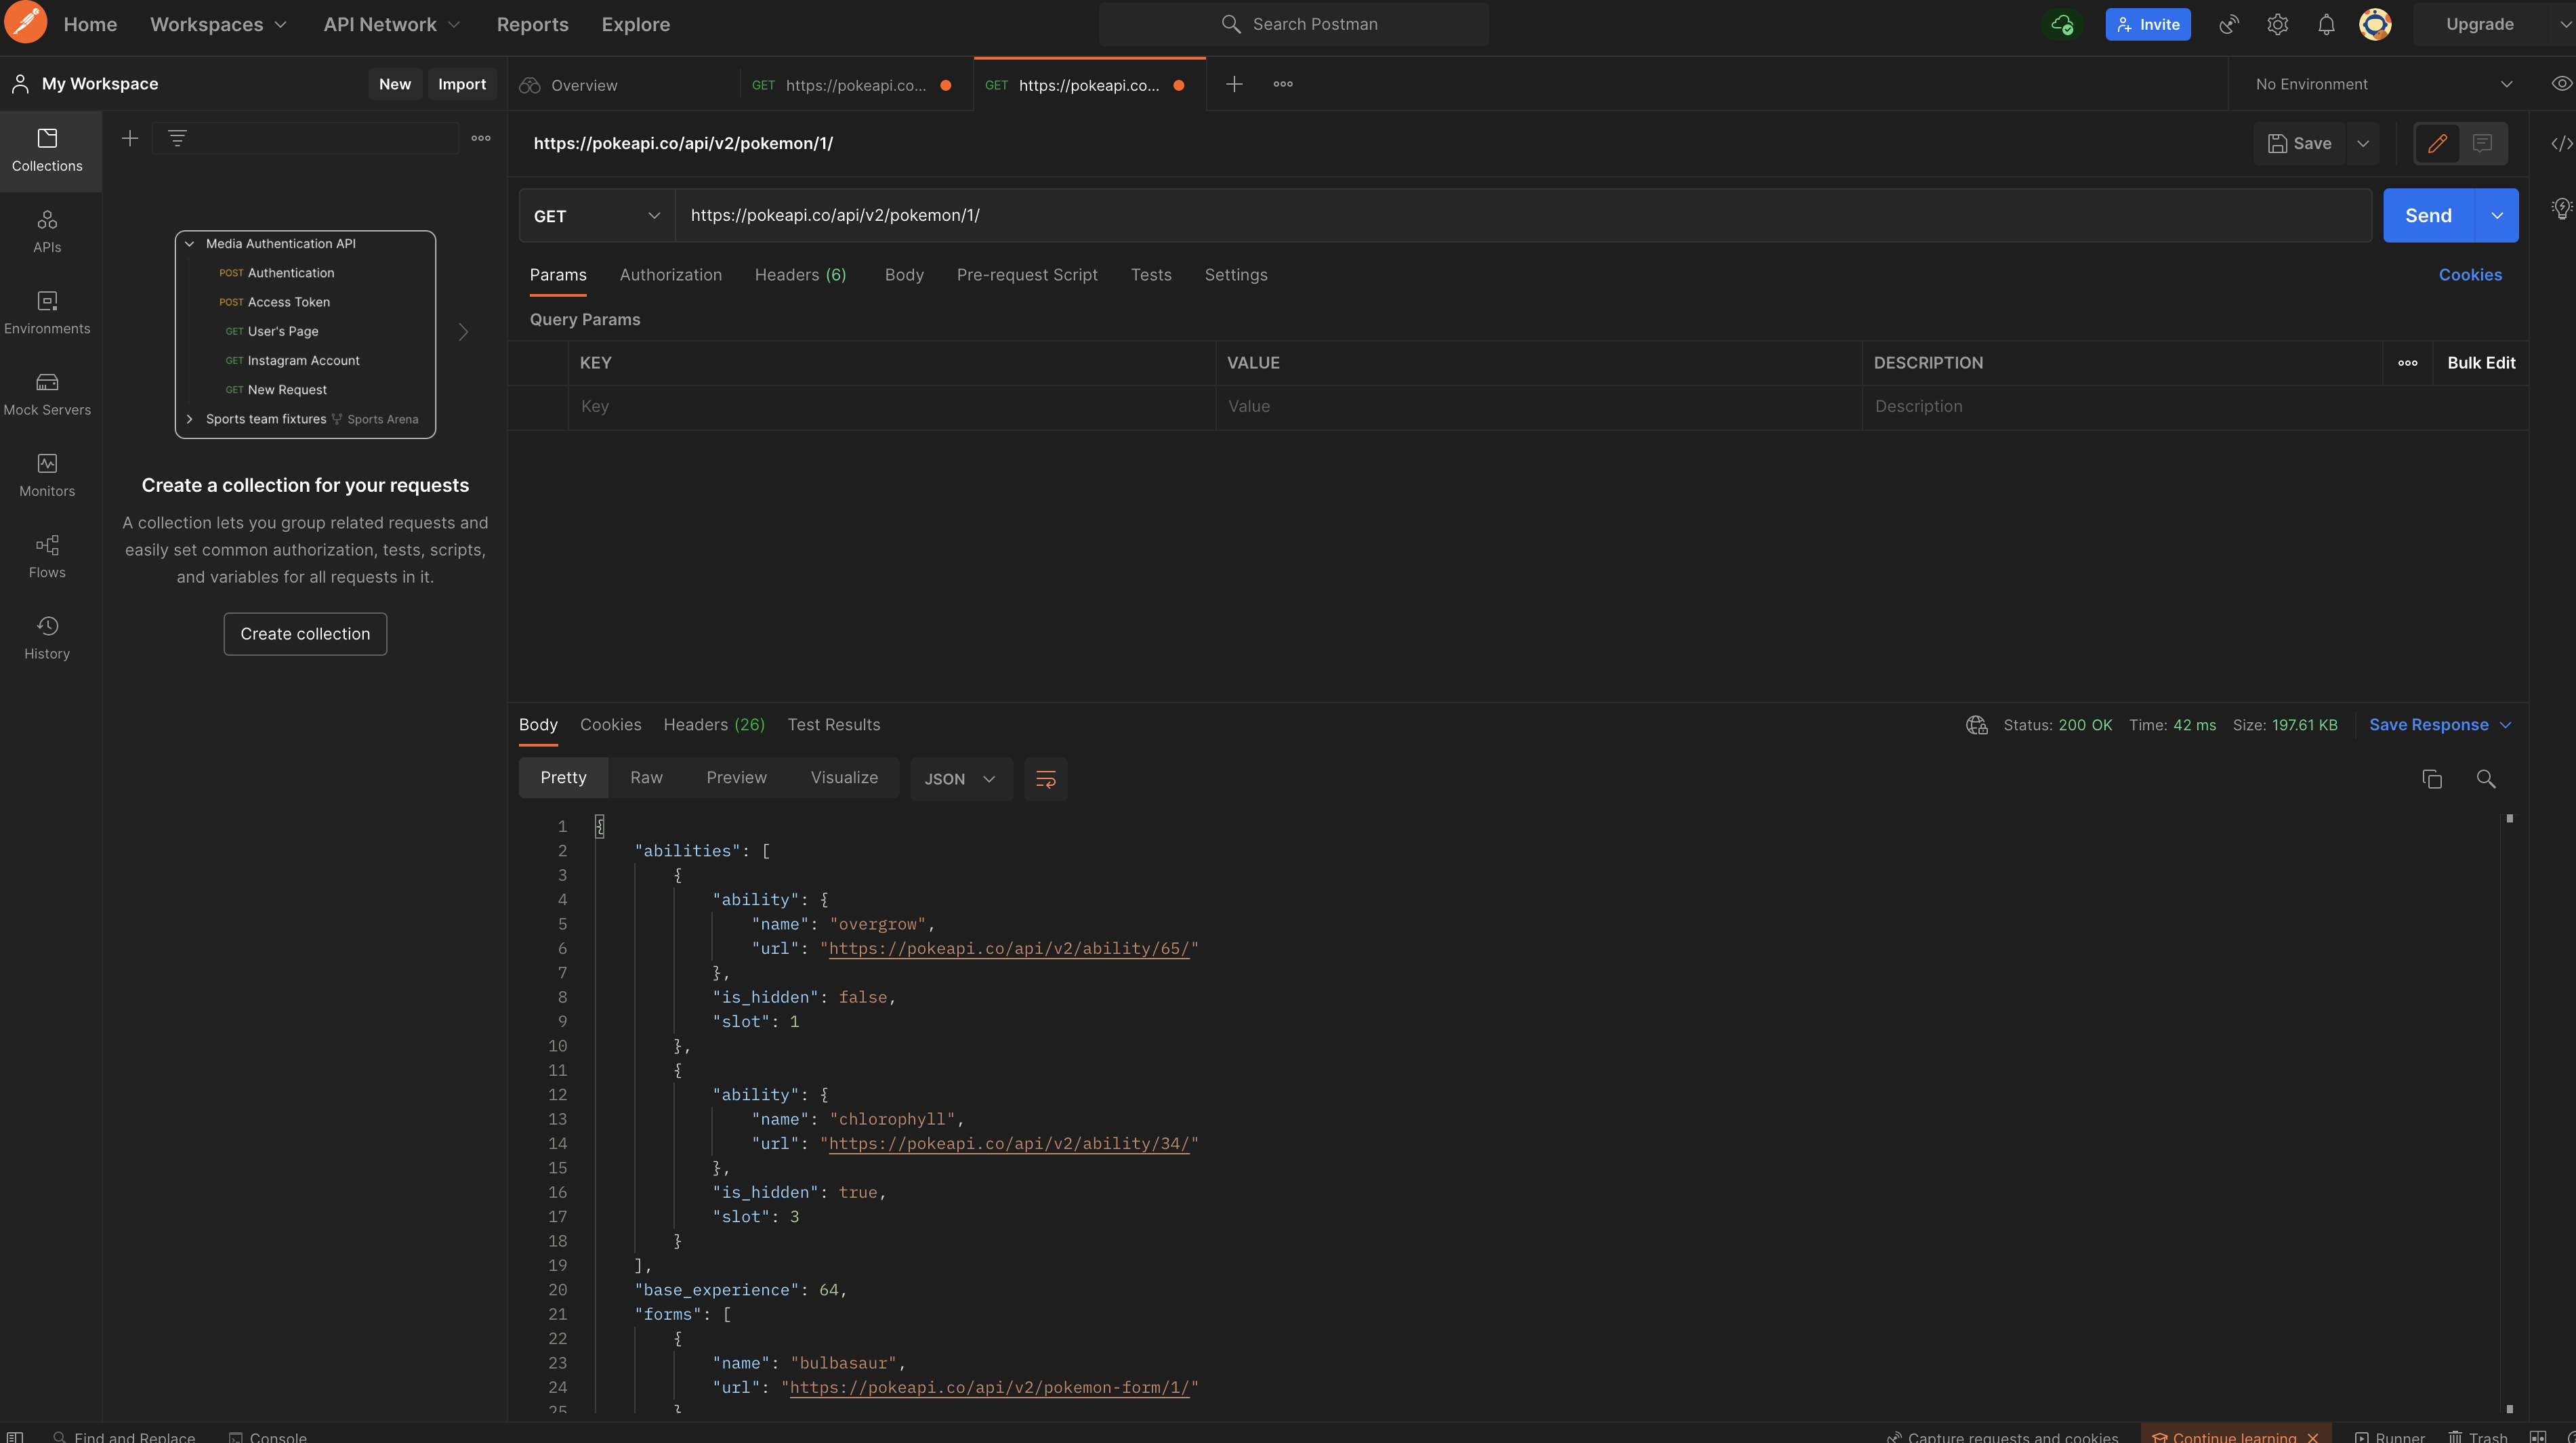 Home Workspaces API Network Reports Explore Search Postman Invite Upgrade
My Workspace New Import Overview GET https://pokeapi.co... GET https://pokeapi.co... No Environment
Collections
APIs
Environments
Mock Servers
Monitors
Flows
History
Media Authentication API
POST Authentication
POST Access Token
GET User's Page
GET Instagram Account
GET New Request
Sports team fixtures Sports Arena
Create a collection for your requests
A collection lets you group related requests and
easily set common authorization, tests, scripts,
and variables for all requests in it.
Create collection
https://pokeapi.co/api/v2/pokemon/1/ Save
GET https://pokeapi.co/api/v2/pokemon/1/ Send
Params Authorization Headers (6) Body Pre-request Script Tests Settings Cookies
Query Params
KEY VALUE DESCRIPTION Bulk Edit
Key Value Description
Body Cookies Headers (26) Test Results Status: 200 OK Time: 42 ms Size: 197.61 KB Save Response
Pretty Raw Preview Visualize JSON
1 {
2 "abilities": [
3 {
4 "ability": {
5 "name": "overgrow",
6 "url": "https://pokeapi.co/api/v2/ability/65/"
7 },
8 "is_hidden": false,
9 "slot": 1
10 },
11 {
12 "ability": {
13 "name": "chlorophyll",
14 "url": "https://pokeapi.co/api/v2/ability/34/"
15 },
16 "is_hidden": true,
17 "slot": 3
18 }
19 ],
20 "base_experience": 64,
21 "forms": [
22 {
23 "name": "bulbasaur",
24 "url": "https://pokeapi.co/api/v2/pokemon-form/1/"
25 }
Find and Replace Console Capture requests and cookies Continue learning Runner Trash